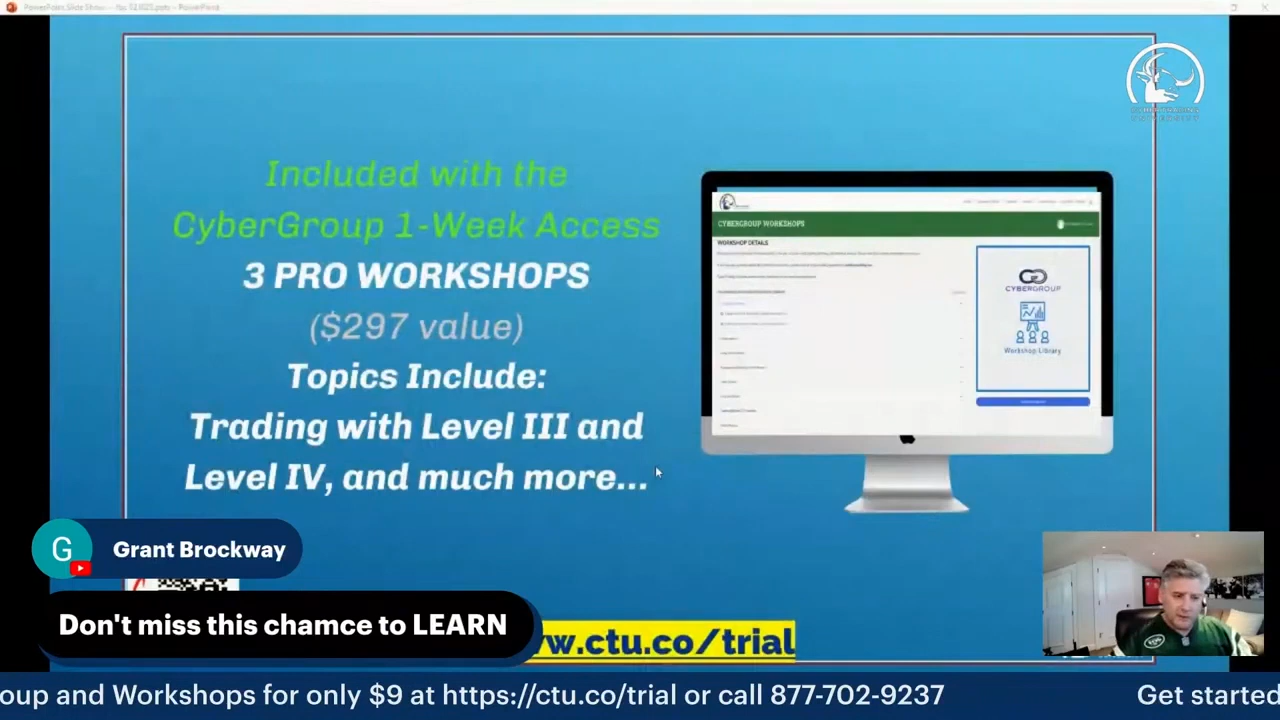 Included with the
CyberGroup 1-Week Access
3 PRO WORKSHOPS
($297 value)
Topics Include:
Trading with Level III and
Level IV, and much more...
CYBERGROUP WORKSHOPS
WORKSHOP DETAILS
CYBERGROUP
Workshop Library
G
Grant Brockway
Don't miss this chamce to LEARN
w.ctu.co/trial
oup and Workshops for only $9 at https://ctu.co/trial or call 877-702-9237
Get started